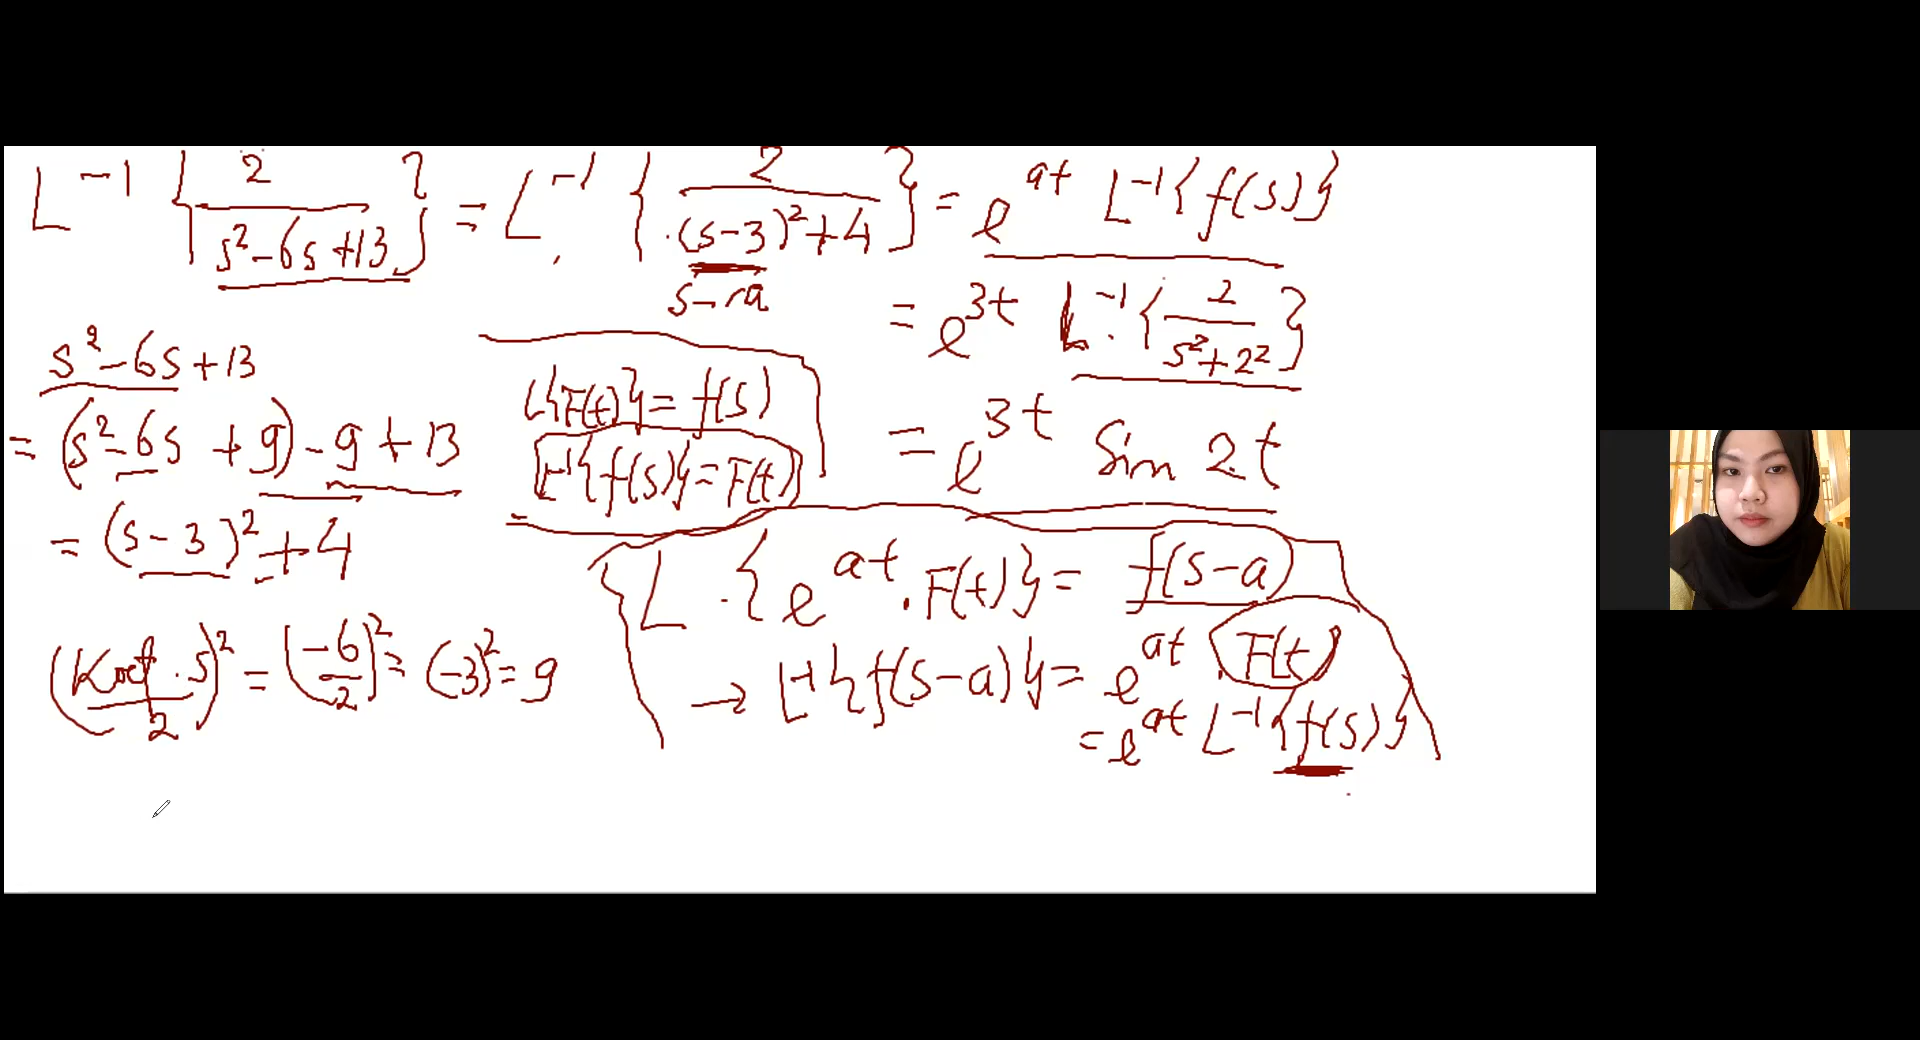 L⁻¹ { 2 / (s² - 6s + 13) } = L⁻¹ { 2 / ((s-3)² + 4) } = e^{at} L⁻¹{f(s)}
s → a
= e^{3t} L⁻¹ { 2 / (s² + 2²) }
= e^{3t} Sin 2t
s² - 6s + 13
= (s² - 6s + 9) - 9 + 13
= (s - 3)² + 4
(Koef. s / 2)² = (-6 / 2)² = (-3)² = 9
L{F(t)} = f(s)
L⁻¹{f(s)} = F(t)
L . { e^{at} . F(t)} = f(s-a)
→ L⁻¹{f(s-a)} = e^{at} . F(t)
= e^{at} L⁻¹{f(s)}